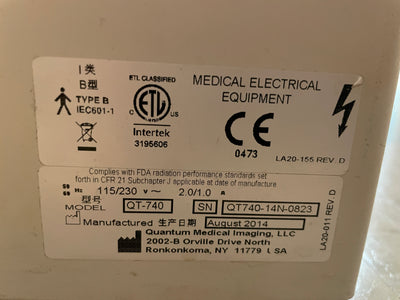 I 类
B 型
TYPE B
IEC601-1
ETL CLASSIFIED
ETL
C US
Intertek
3195606
MEDICAL ELECTRICAL
EQUIPMENT
CE
0473
LA20-155 REV. D
Complies with FDA radiation performance standards set
forth in CFR 21 Subchapter J applicable at date of manufacture
Hz 115/230 V ~ 2.0/1.0 A
型号
MODEL QT-740 SN QT740-14N-0823
Manufactured 生产日期 August 2014
Quantum Medical Imaging, LLC
2002-B Orville Drive North
Ronkonkoma, NY 11779 USA
LA20-011 REV. D